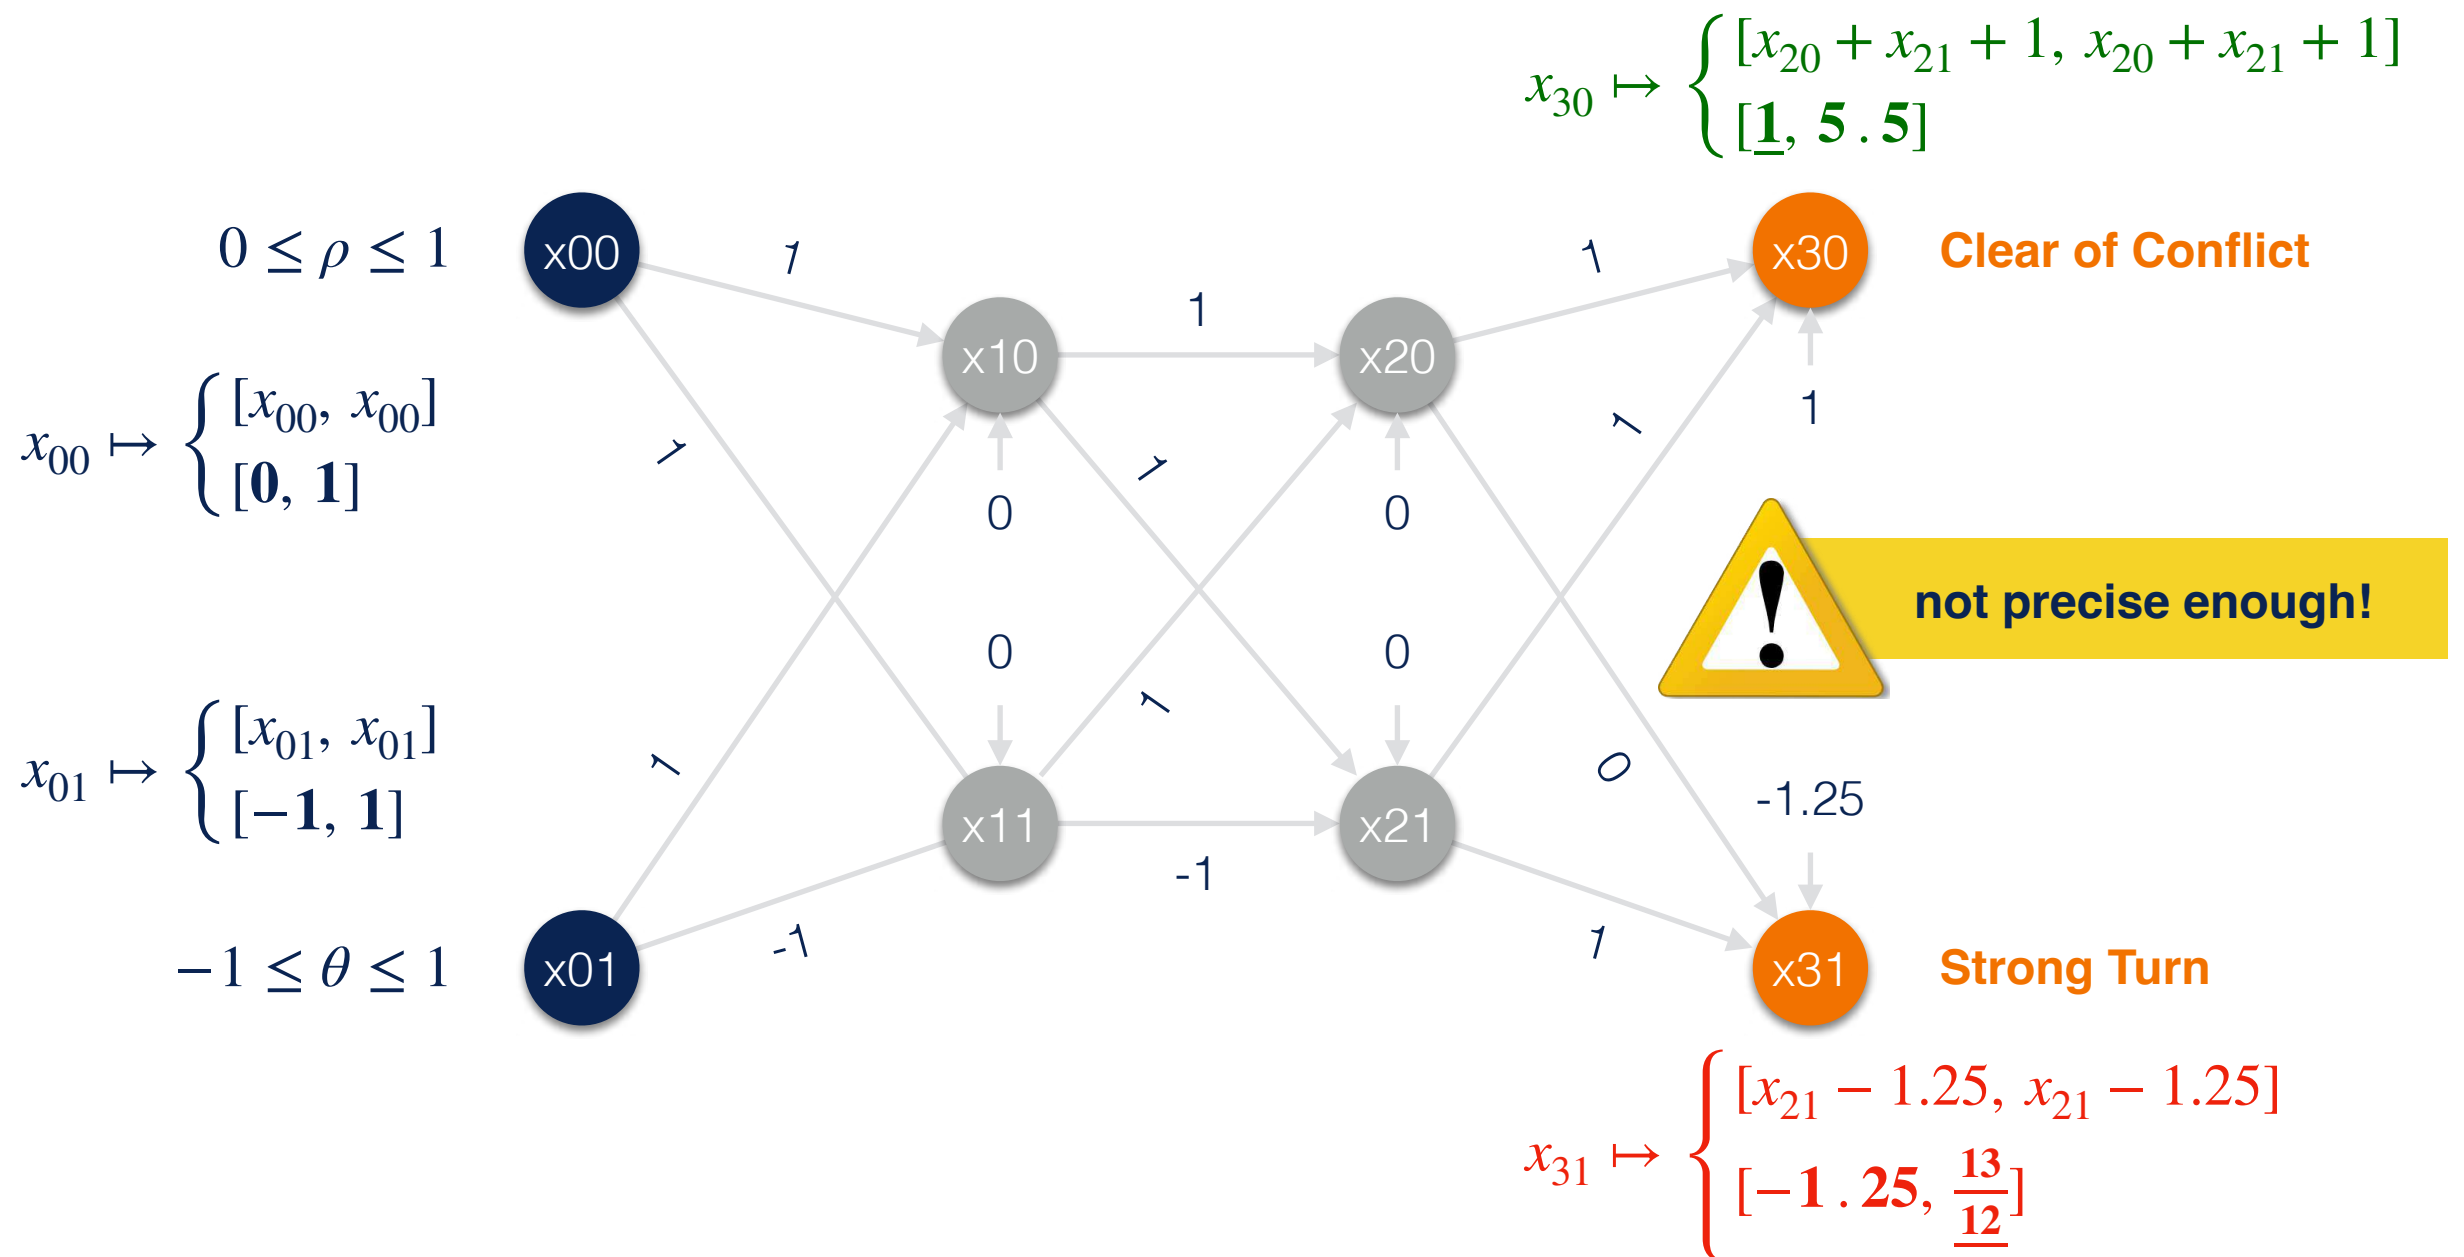 x₃₀ ↦ { [x₂₀ + x₂₁ + 1, x₂₀ + x₂₁ + 1]
[1, 5 . 5]
0 ≤ ρ ≤ 1
x00
1
1
1
x30
Clear of Conflict
x10
x20
x₀₀ ↦ { [x₀₀, x₀₀]
[0, 1]
1
1
1
1
0
0
not precise enough!
0
0
x₀₁ ↦ { [x₀₁, x₀₁]
[−1, 1]
1
1
0
-1.25
x11
x21
-1
-1
1
−1 ≤ θ ≤ 1
x01
x31
Strong Turn
x₃₁ ↦ { [x₂₁ − 1.25, x₂₁ − 1.25]
[−1 . 25, 13/12]